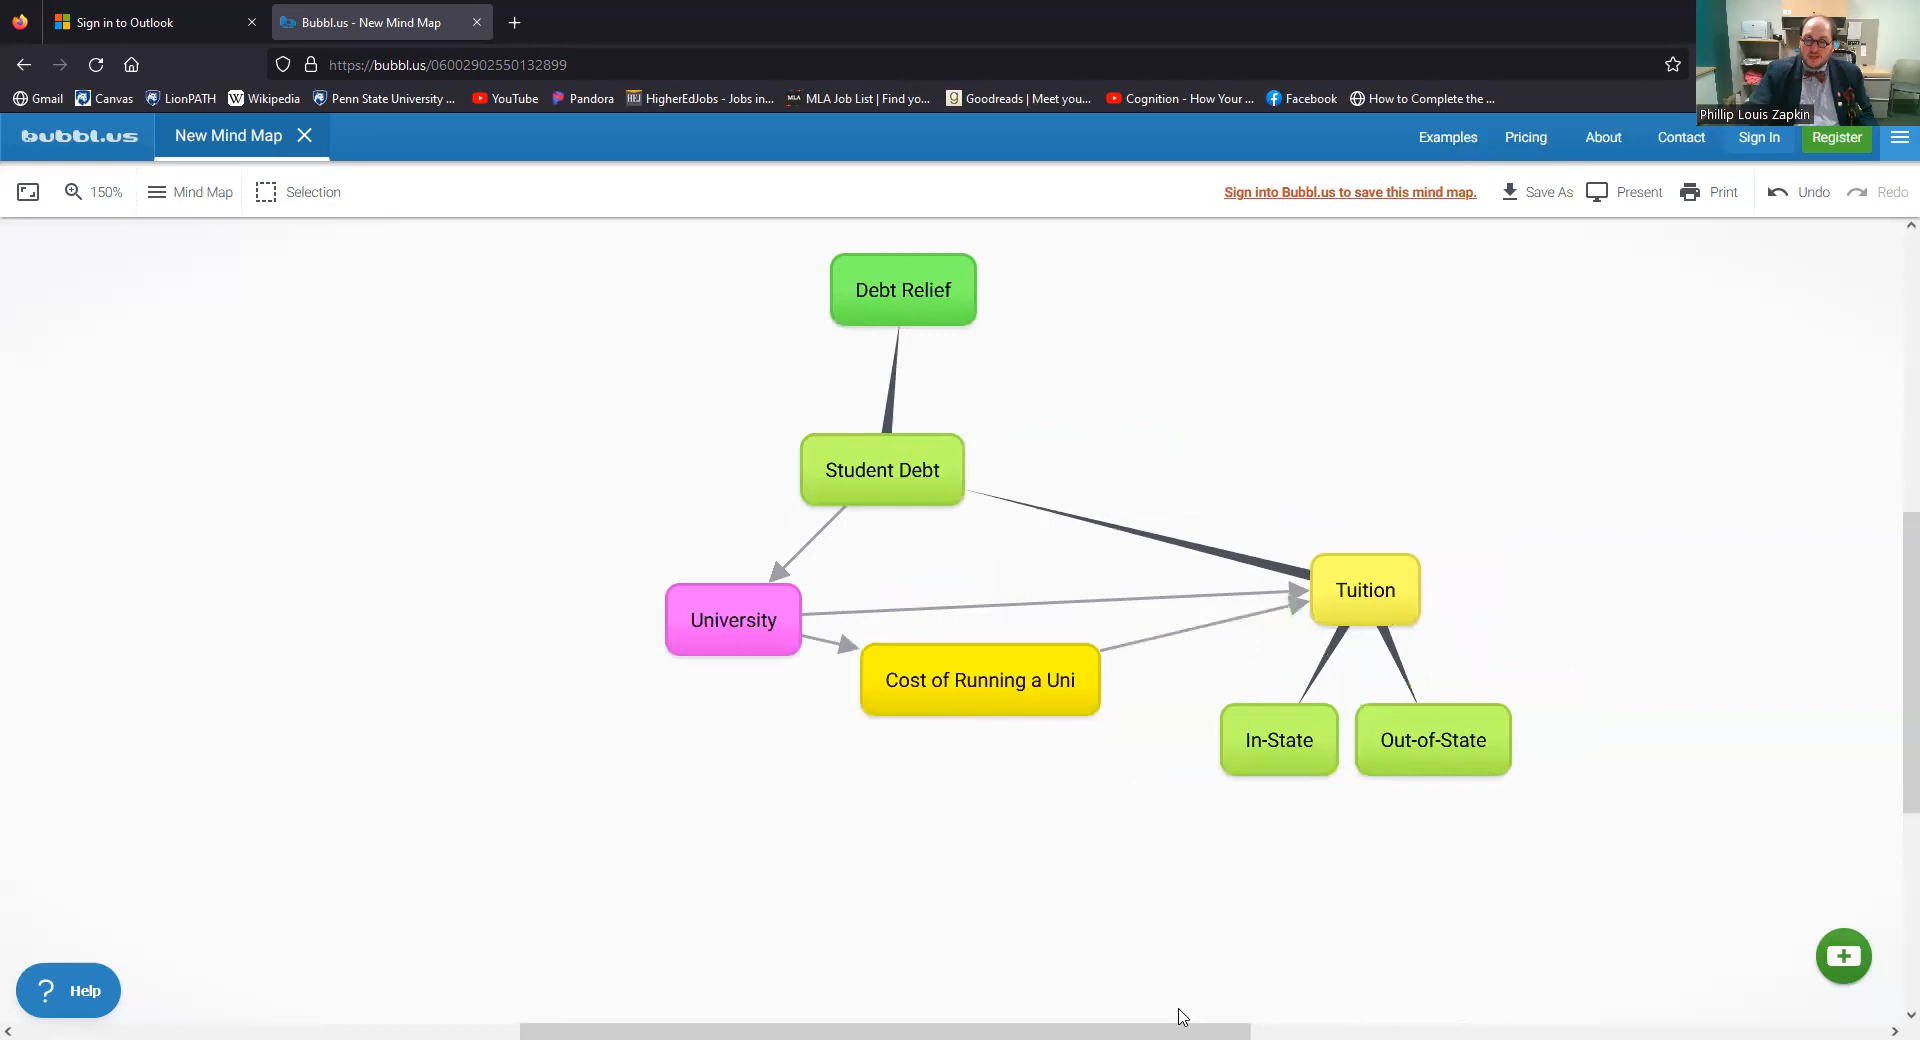 Sign in to Outlook
Bubbl.us - New Mind Map
https://bubbl.us/06002902550132899
Gmail
Canvas
LionPATH
Wikipedia
Penn State University ...
YouTube
Pandora
HigherEdJobs - Jobs in...
MLA Job List | Find yo...
Goodreads | Meet you...
Cognition - How Your ...
Facebook
How to Complete the ...
Phillip Louis Zapkin
bubbl.us
New Mind Map
Examples
Pricing
About
Contact
Sign In
Register
150%
Mind Map
Selection
Sign into Bubbl.us to save this mind map.
Save As
Present
Print
Undo
Redo
Debt Relief
Student Debt
Tuition
University
Cost of Running a Uni
In-State
Out-of-State
? Help